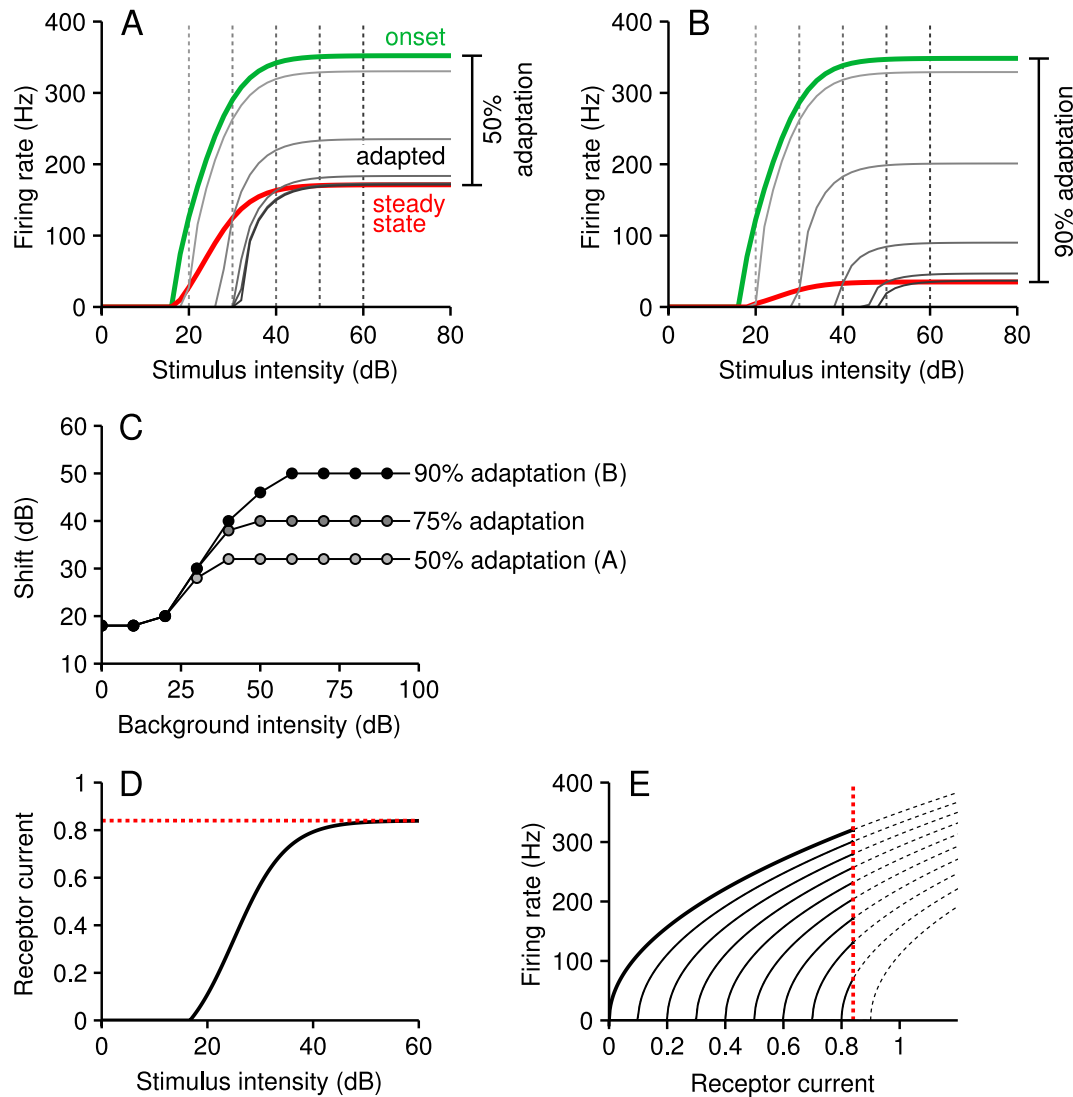 A
400
300
200
100
0
Firing rate (Hz)
onset
adapted
steady
state
50%
adaptation
0 20 40 60 80
Stimulus intensity (dB)
B
400
300
200
100
0
Firing rate (Hz)
90% adaptation
0 20 40 60 80
Stimulus intensity (dB)
C
60
50
40
30
20
10
Shift (dB)
90% adaptation (B)
75% adaptation
50% adaptation (A)
0 25 50 75 100
Background intensity (dB)
D
1
0.8
0.6
0.4
0.2
0
Receptor current
0 20 40 60
Stimulus intensity (dB)
E
400
300
200
100
0
Firing rate (Hz)
0 0.2 0.4 0.6 0.8 1
Receptor current